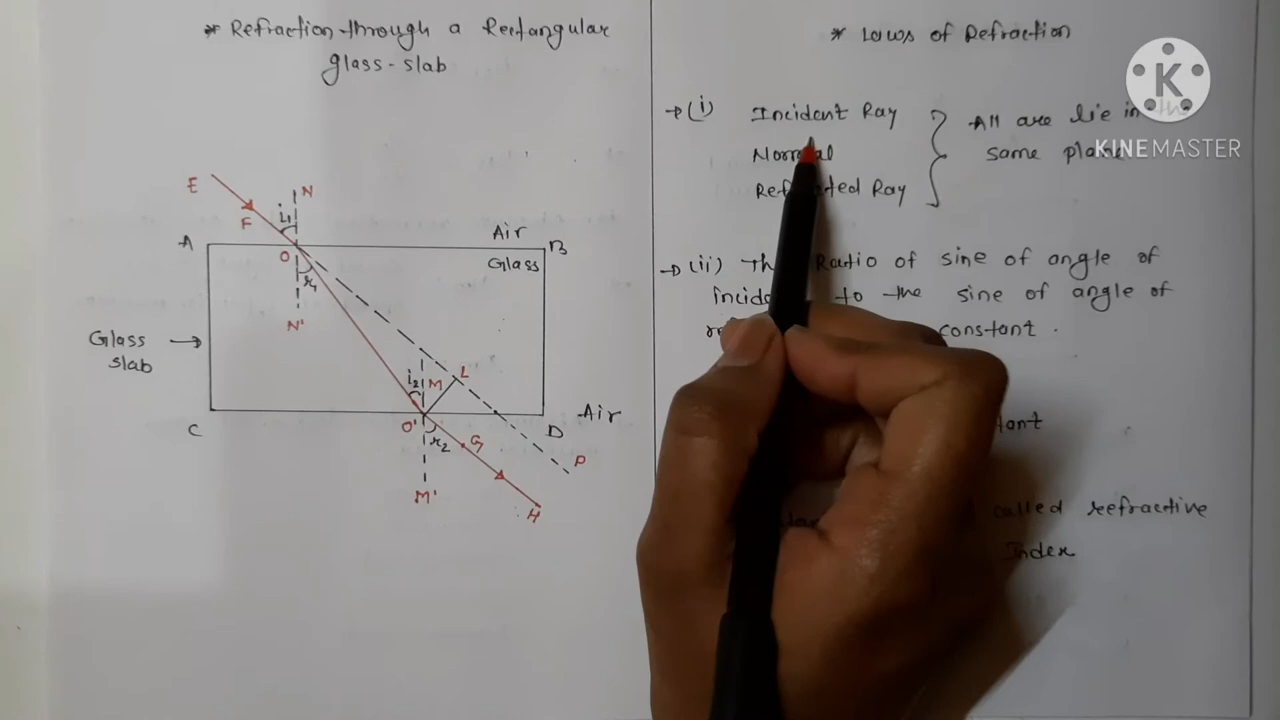 * Refraction through a Rectangular
glass-slab
E
N
i1
F
A
Air
B
O
Glass
r1
N'
Glass
slab
i2
M
L
C
O'
D
Air
r2
G
P
M'
H
* Laws of Refraction
K
(i) Incident Ray
Normal
Refracted Ray
All are lie in
same plane
KINEMASTER
(ii) The Ratio of sine of angle of
to the sine of angle of
constant.
called refractive
Index